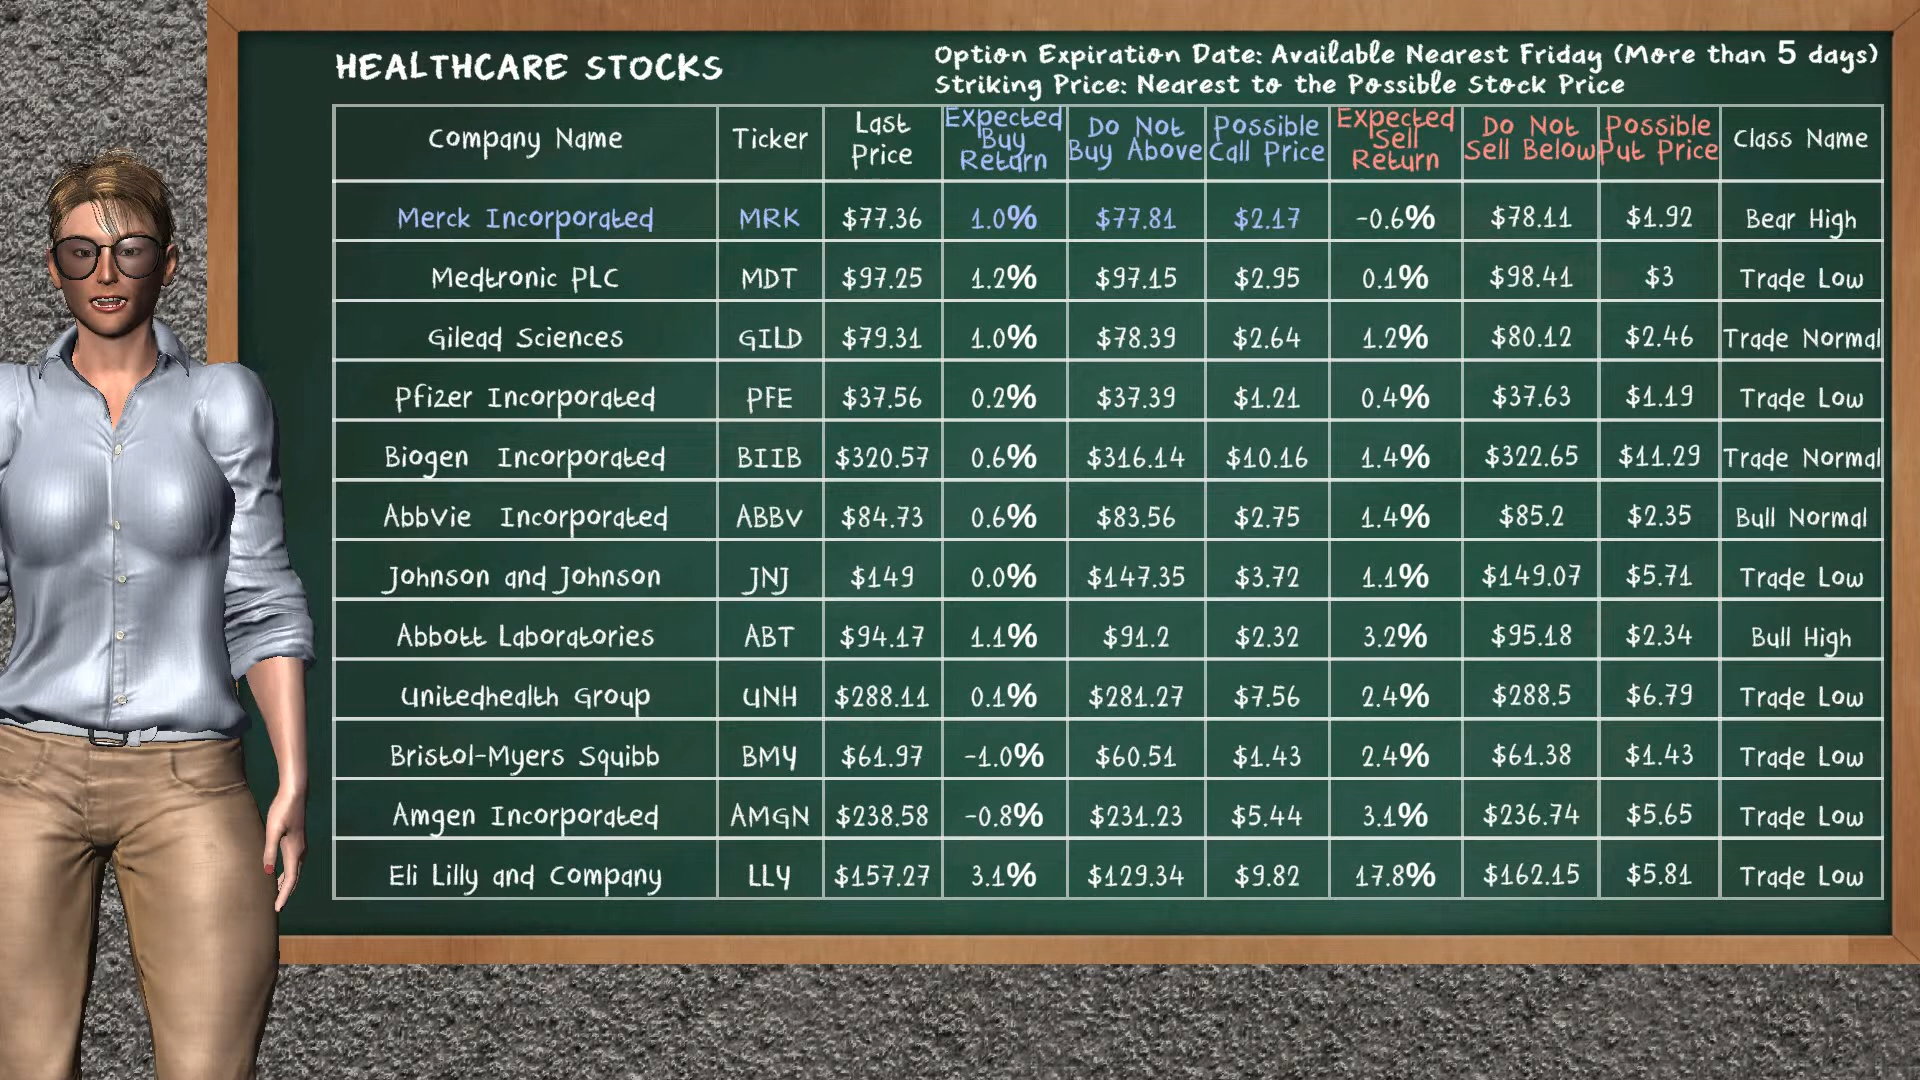 HEALTHCARE STOCKS
Option Expiration Date: Available Nearest Friday (More than 5 days)
Striking Price: Nearest to the Possible Stock Price
Company Name Ticker Last Price Expected Buy Return Do Not Buy Above Possible Call Price Expected Sell Return Do Not Sell Below Possible Put Price Class Name
Merck Incorporated MRK $77.36 1.0% $77.81 $2.17 -0.6% $78.11 $1.92 Bear High
Medtronic PLC MDT $97.25 1.2% $97.15 $2.95 0.1% $98.41 $3 Trade Low
Gilead Sciences GILD $79.31 1.0% $78.39 $2.64 1.2% $80.12 $2.46 Trade Normal
Pfizer Incorporated PFE $37.56 0.2% $37.39 $1.21 0.4% $37.63 $1.19 Trade Low
Biogen Incorporated BIIB $320.57 0.6% $316.14 $10.16 1.4% $322.65 $11.29 Trade Normal
AbbVie Incorporated ABBV $84.73 0.6% $83.56 $2.75 1.4% $85.2 $2.35 Bull Normal
Johnson and Johnson JNJ $149 0.0% $147.35 $3.72 1.1% $149.07 $5.71 Trade Low
Abbott Laboratories ABT $94.17 1.1% $91.2 $2.32 3.2% $95.18 $2.34 Bull High
Unitedhealth Group UNH $288.11 0.1% $281.27 $7.56 2.4% $288.5 $6.79 Trade Low
Bristol-Myers Squibb BMY $61.97 -1.0% $60.51 $1.43 2.4% $61.38 $1.43 Trade Low
Amgen Incorporated AMGN $238.58 -0.8% $231.23 $5.44 3.1% $236.74 $5.65 Trade Low
Eli Lilly and Company LLY $157.27 3.1% $129.34 $9.82 17.8% $162.15 $5.81 Trade Low